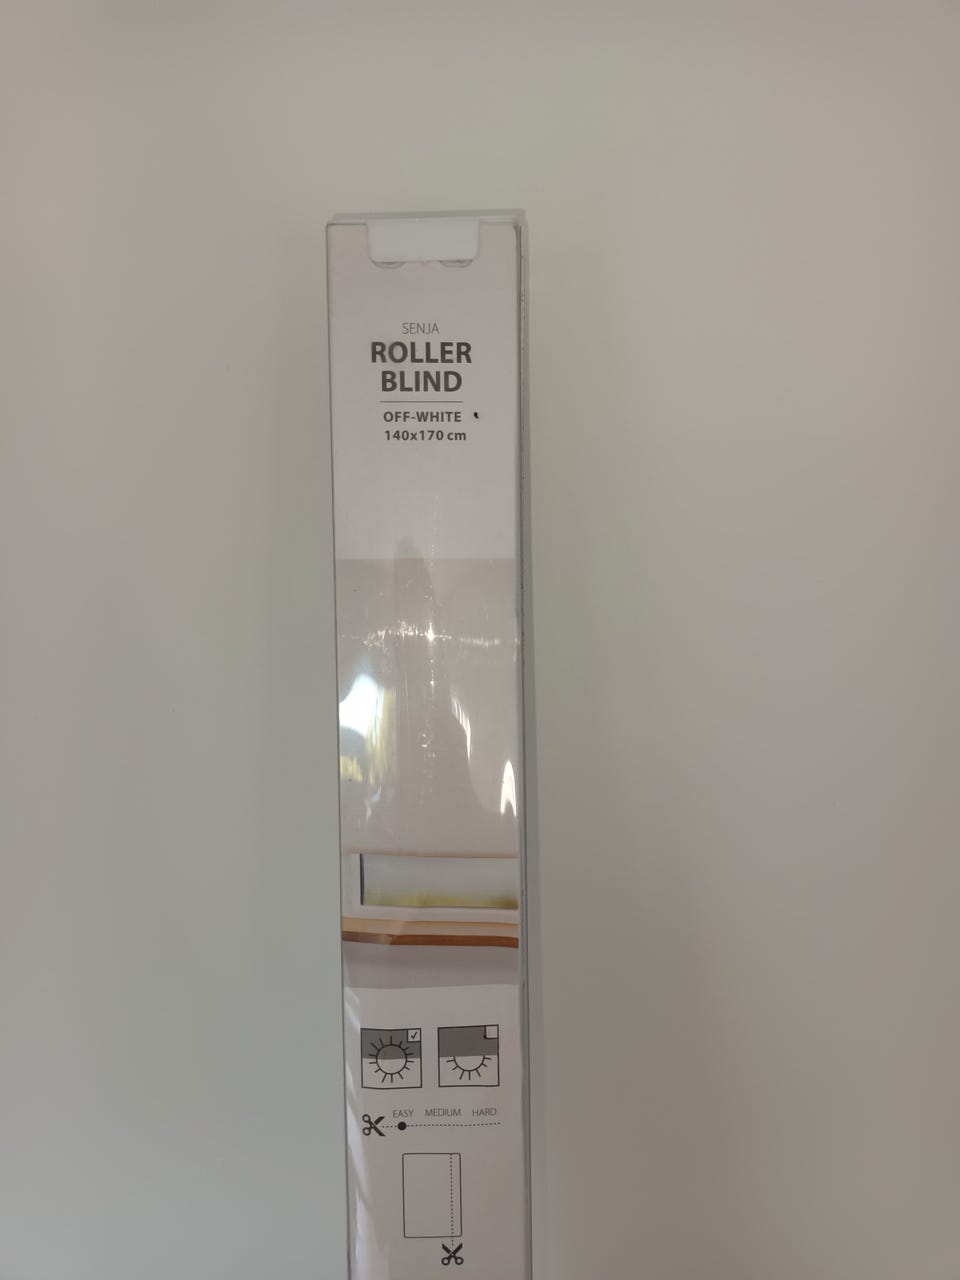 SENJA
ROLLER
BLIND
OFF-WHITE
140x170 cm
EASY MEDIUM HARD